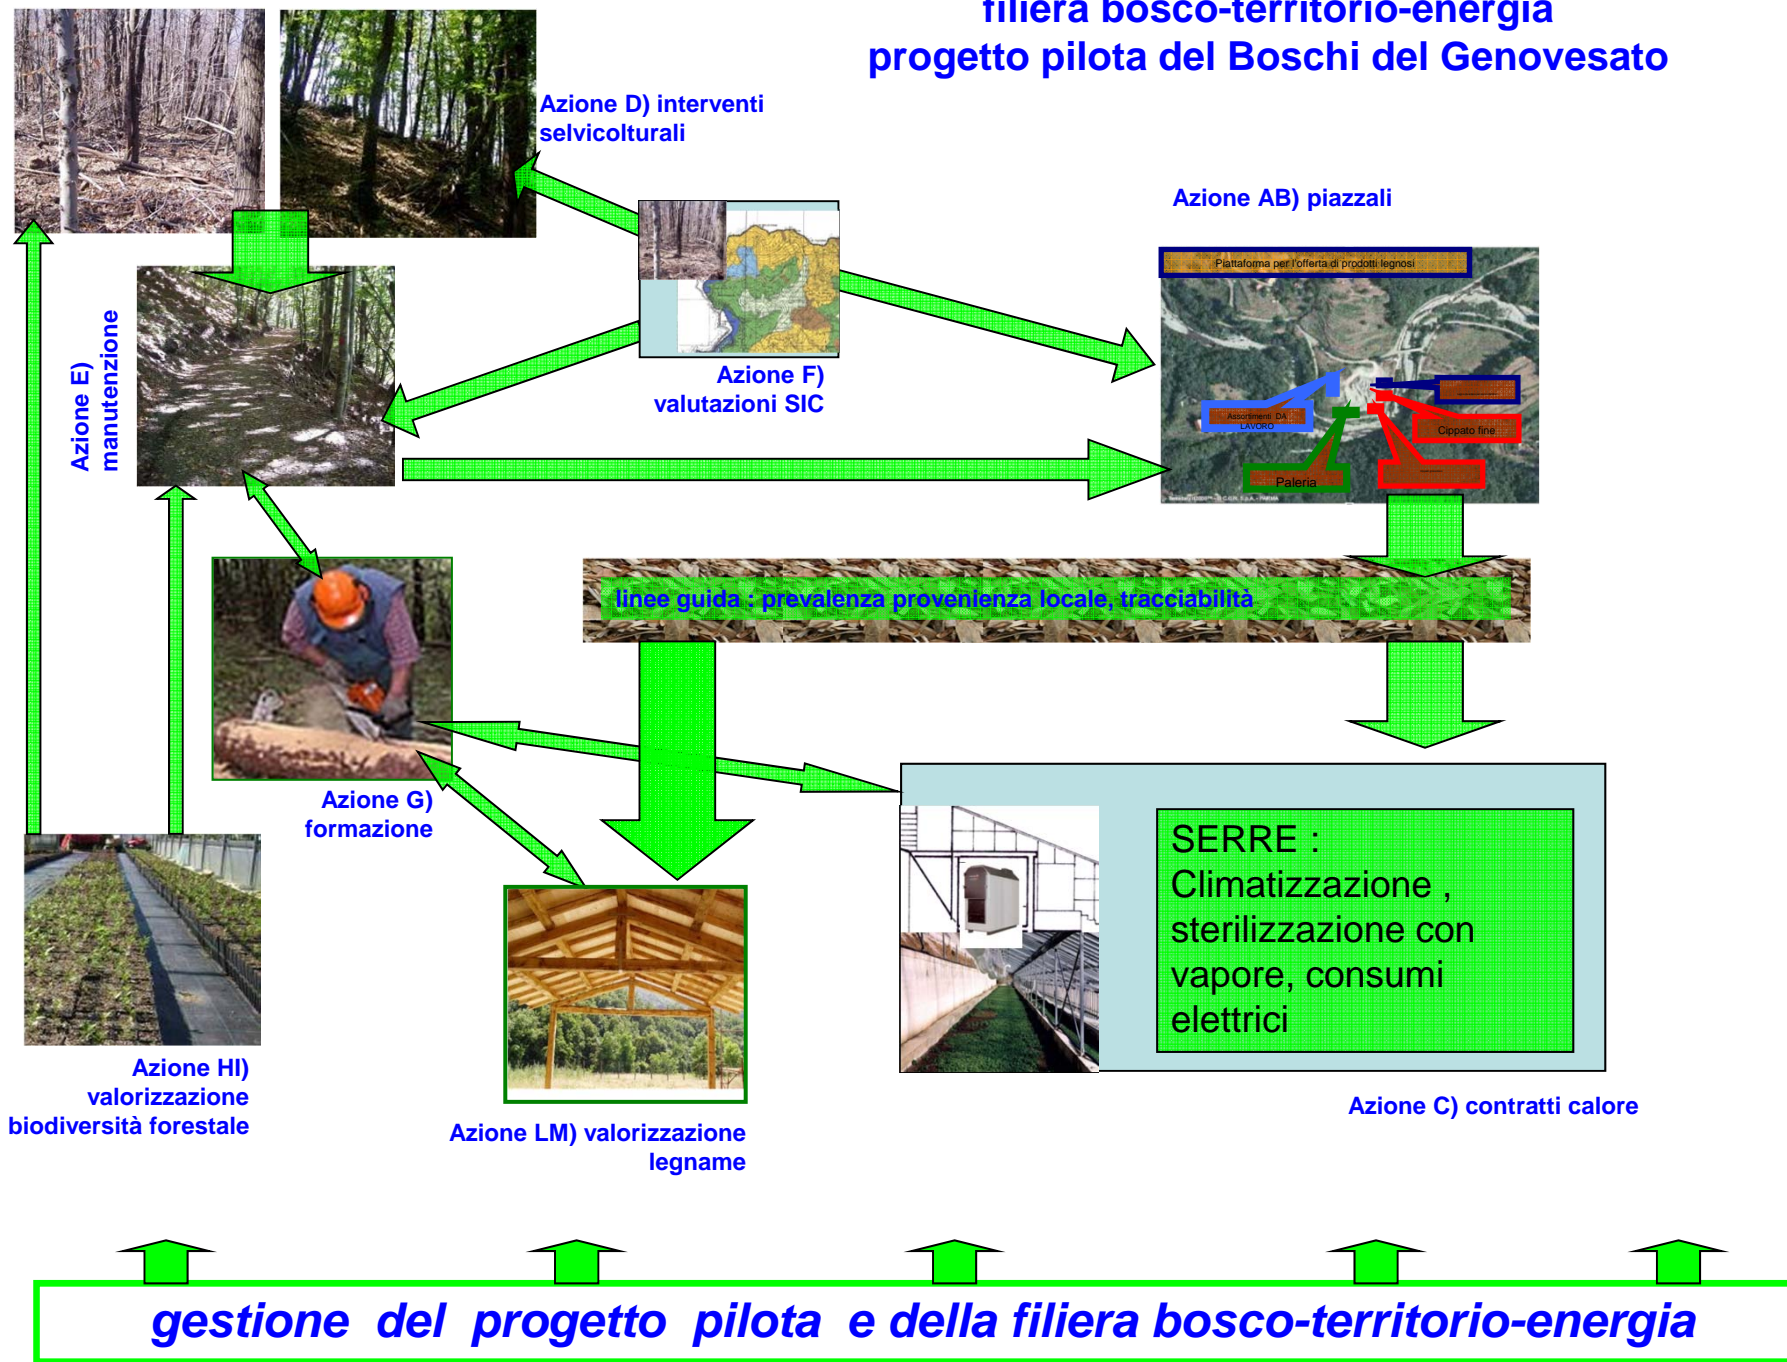 filiera bosco-territorio-energia
progetto pilota del Boschi del Genovesato
Azione D) interventi
selvicolturali
Azione AB) piazzali
Piattaforma per l'offerta di prodotti legnosi
Azione E)
manutenzione
Azione F)
valutazioni SIC
Assortimenti DA
LAVORO
Cippato fine
Paleria
linee guida : prevalenza provenienza locale, tracciabilità
Azione G)
formazione
SERRE :
Climatizzazione ,
sterilizzazione con
vapore, consumi
elettrici
Azione HI)
valorizzazione
biodiversità forestale
Azione LM) valorizzazione
legname
Azione C) contratti calore
gestione del progetto pilota e della filiera bosco-territorio-energia